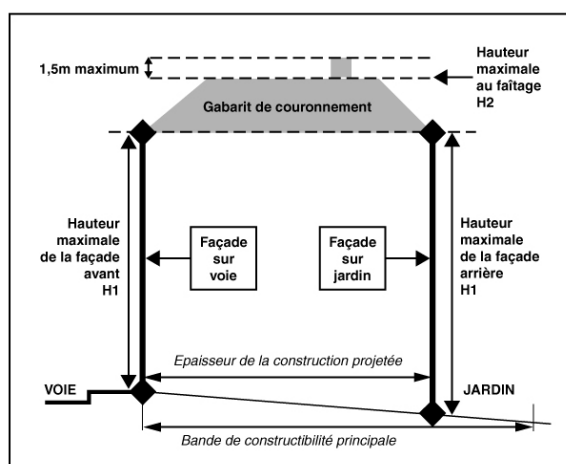 1,5m maximum
Hauteur
maximale
au faîtage
H2
Gabarit de couronnement
Hauteur
maximale
de la façade
avant
H1
Façade
sur
voie
Façade
sur
jardin
Hauteur
maximale
de la façade
arrière
H1
Epaisseur de la construction projetée
VOIE
JARDIN
Bande de constructibilité principale